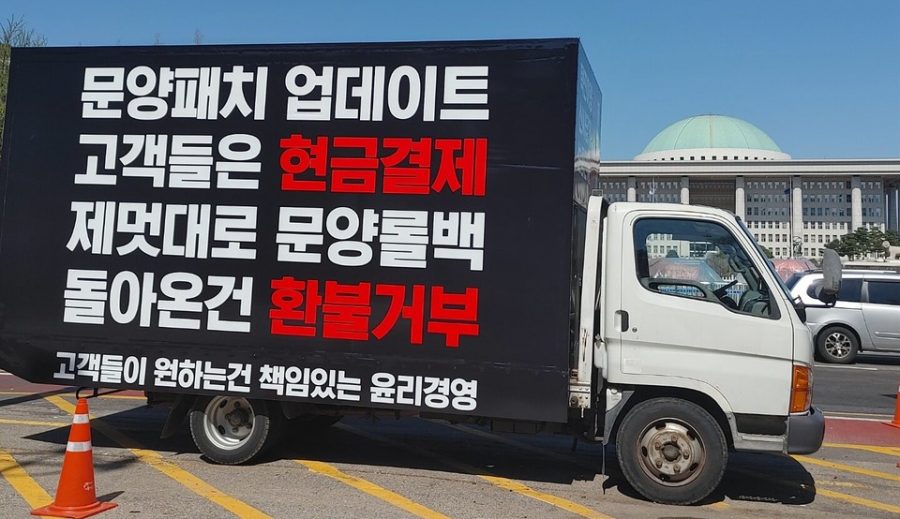 문양패치 업데이트
고객들은 현금결제
제멋대로 문양롤백
돌아온건 환불거부
고객들이 원하는건 책임있는 윤리경영